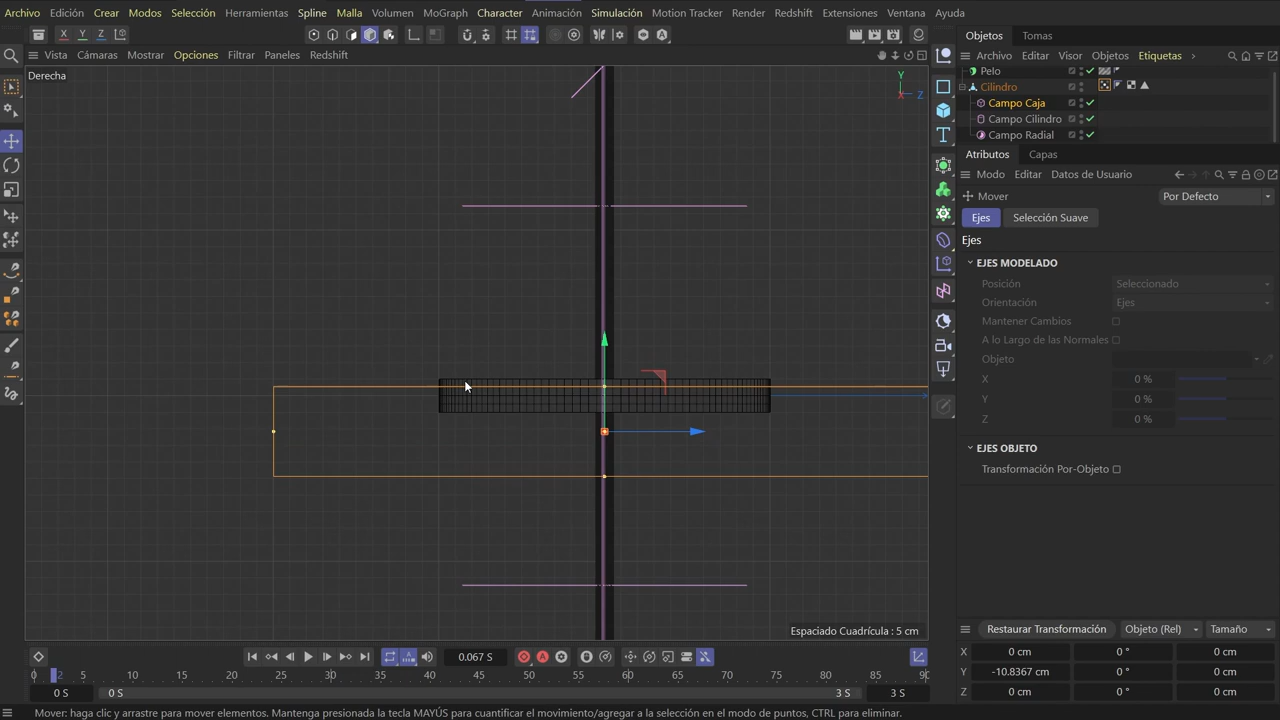 Archivo Edición Crear Modos Selección Herramientas Spline Malla Volumen MoGraph Character Animación Simulación Motion Tracker Render Redshift Extensiones Ventana Ayuda
X Y Z
Objetos Tomas
Vista Cámaras Mostrar Opciones Filtrar Paneles Redshift
Archivo Editar Visor Objetos Etiquetas
Derecha
Y
X Z
Pelo
Cilindro
Campo Caja
Campo Cilindro
Campo Radial
Atributos Capas
Modo Editar Datos de Usuario
Mover Por Defecto
Ejes Selección Suave
Ejes
EJES MODELADO
Posición Seleccionado
Orientación Ejes
Mantener Cambios
A lo Largo de las Normales
Objeto
X 0 %
Y 0 %
Z 0 %
EJES OBJETO
Transformación Por-Objeto
Espaciado Cuadrícula : 5 cm
Restaurar Transformación Objeto (Rel) Tamaño
X 0 cm 0 ° 0 cm
Y -10.8367 cm 0 ° 0 cm
Z 0 cm 0 ° 0 cm
0.067 S
0 2 5 10 15 20 25 30 35 40 45 50 55 60 65 70 75 80 85 90
0 S 0 S 3 S 3 S
Mover: haga clic y arrastre para mover elementos. Mantenga presionada la tecla MAYÚS para cuantificar el movimiento/agregar a la selección en el modo de puntos, CTRL para eliminar.